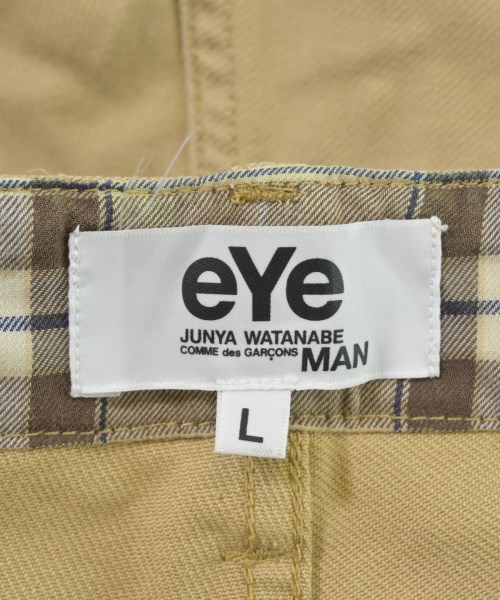 eYe
JUNYA WATANABE
COMME des GARÇONS MAN
L